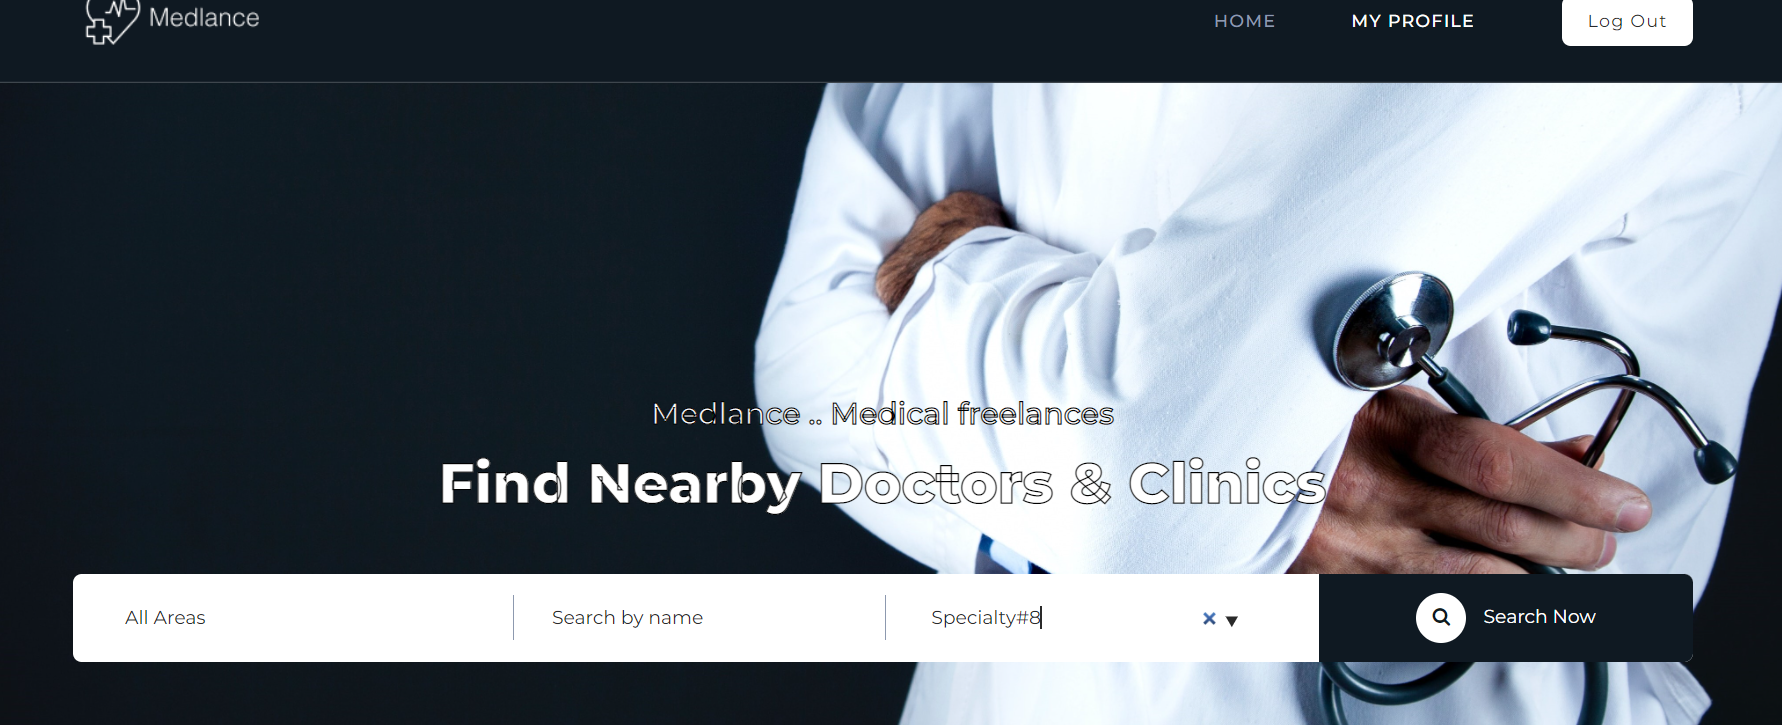 Medlance
HOME
MY PROFILE
Log Out
Medlance .. Medical freelances
Find Nearby Doctors & Clinics
All Areas
Search by name
Specialty#8
Search Now